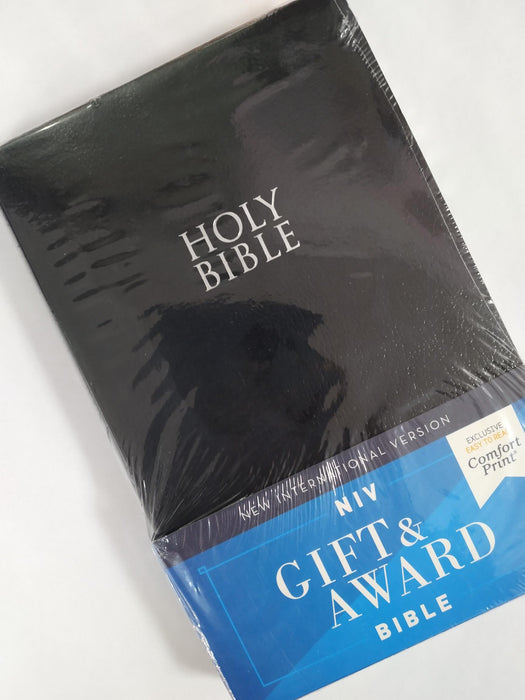 HOLY
BIBLE
NEW INTERNATIONAL VERSION
NIV
GIFT &
AWARD
BIBLE
EXCLUSIVE
EASY TO READ
Comfort
Print®